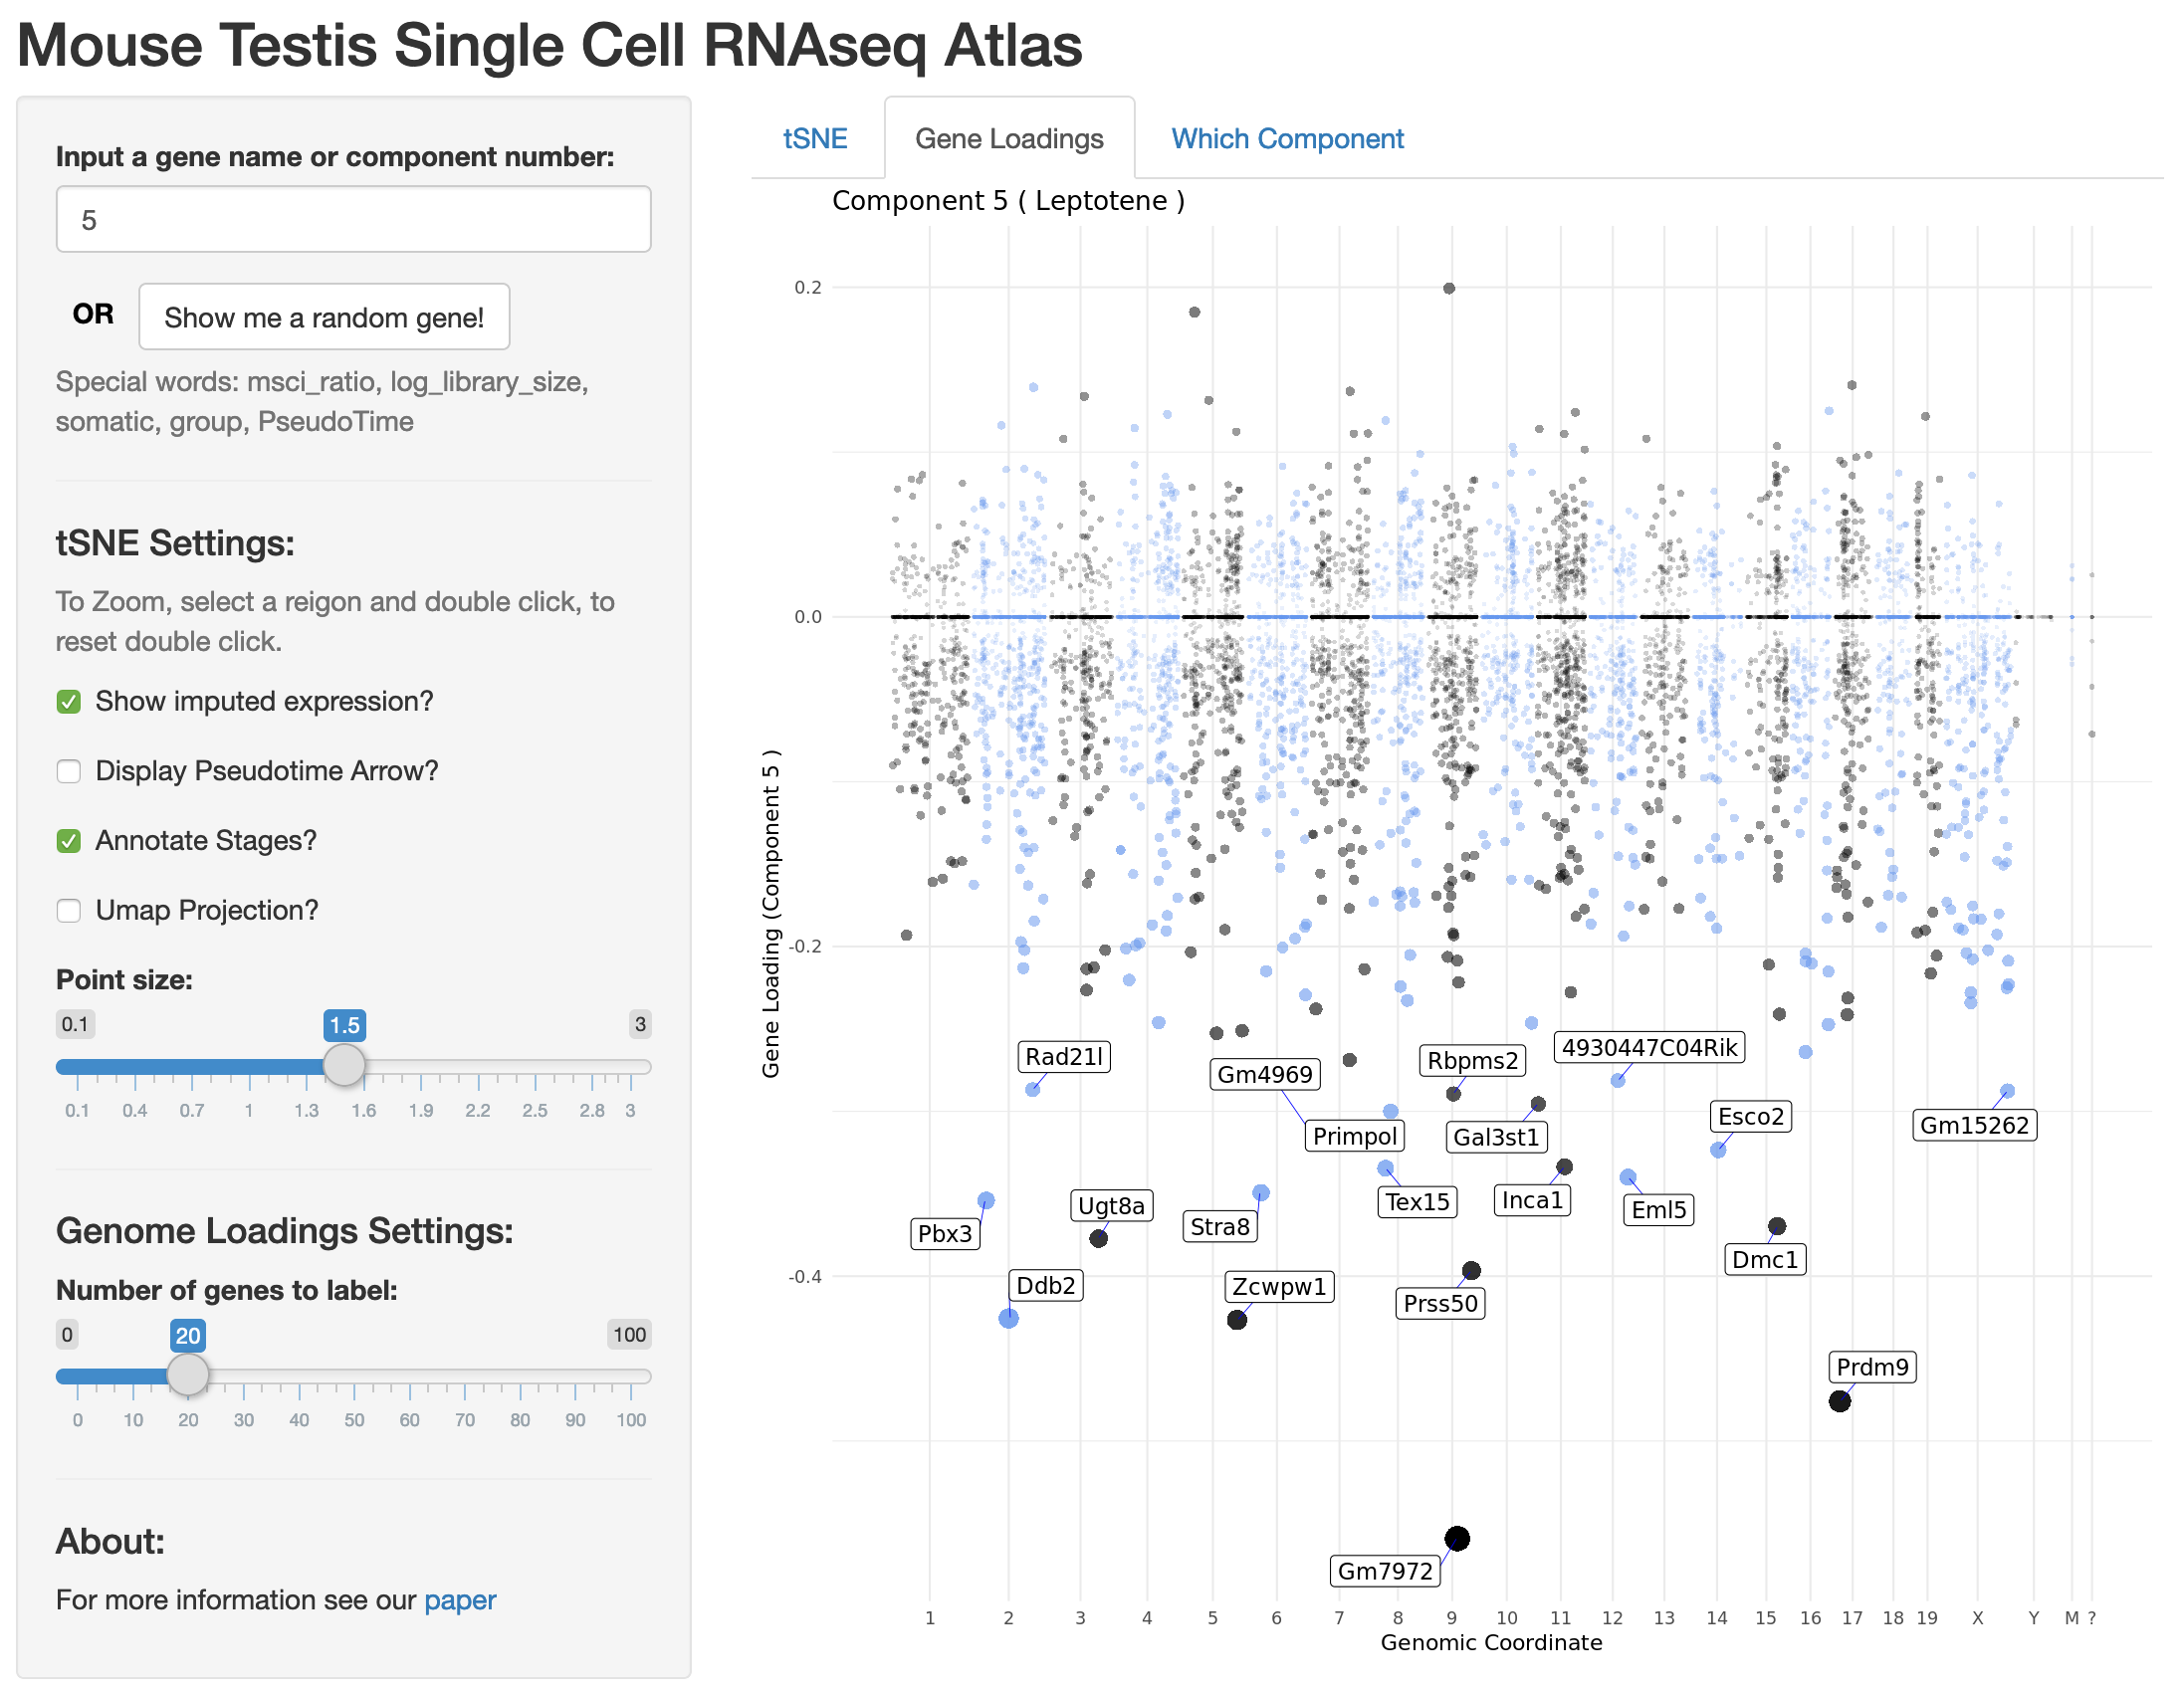 Mouse Testis Single Cell RNAseq Atlas
Input a gene name or component number:
5
OR
Show me a random gene!
Special words: msci_ratio, log_library_size,
somatic, group, PseudoTime
tSNE Settings:
To Zoom, select a reigon and double click, to
reset double click.
Show imputed expression?
Display Pseudotime Arrow?
Annotate Stages?
Umap Projection?
Point size:
0.1 1.5 3
0.1 0.4 0.7 1 1.3 1.6 1.9 2.2 2.5 2.8 3
Genome Loadings Settings:
Number of genes to label:
0 20 100
0 10 20 30 40 50 60 70 80 90 100
About:
For more information see our paper
tSNE Gene Loadings Which Component
Component 5 ( Leptotene )
Gene Loading (Component 5 )
0.2
0.0
-0.2
-0.4
Rad21l
Gm4969
Rbpms2
4930447C04Rik
Primpol
Gal3st1
Esco2
Gm15262
Pbx3
Ugt8a
Stra8
Tex15
Inca1
Eml5
Dmc1
Ddb2
Zcwpw1
Prss50
Prdm9
Gm7972
1 2 3 4 5 6 7 8 9 10 11 12 13 14 15 16 17 18 19 X Y M ?
Genomic Coordinate